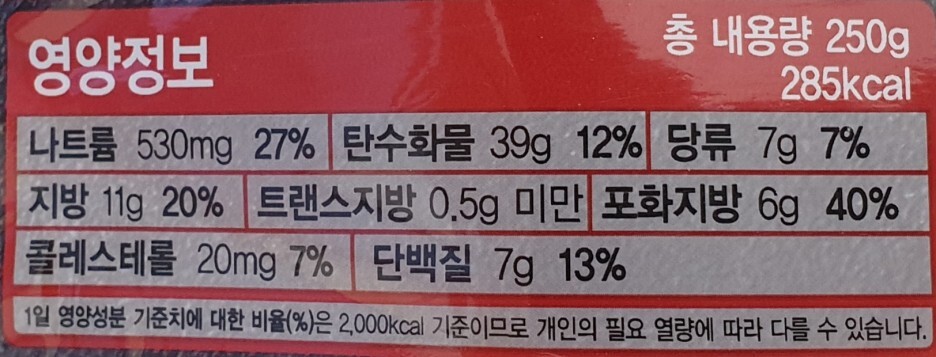 영양정보
총 내용량 250g
285kcal
나트륨 530mg 27% 탄수화물 39g 12% 당류 7g 7%
지방 11g 20% 트랜스지방 0.5g 미만 포화지방 6g 40%
콜레스테롤 20mg 7% 단백질 7g 13%
1일 영양성분 기준치에 대한 비율(%)은 2,000kcal 기준이므로 개인의 필요 열량에 따라 다를 수 있습니다.